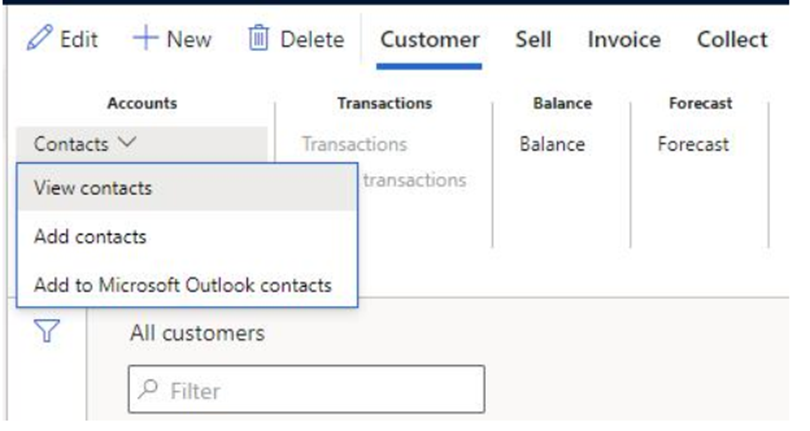 Edit New Delete Customer Sell Invoice Collect
Accounts Transactions Balance Forecast
Contacts Transactions Balance Forecast
View contacts transactions
Add contacts
Add to Microsoft Outlook contacts
All customers
Filter